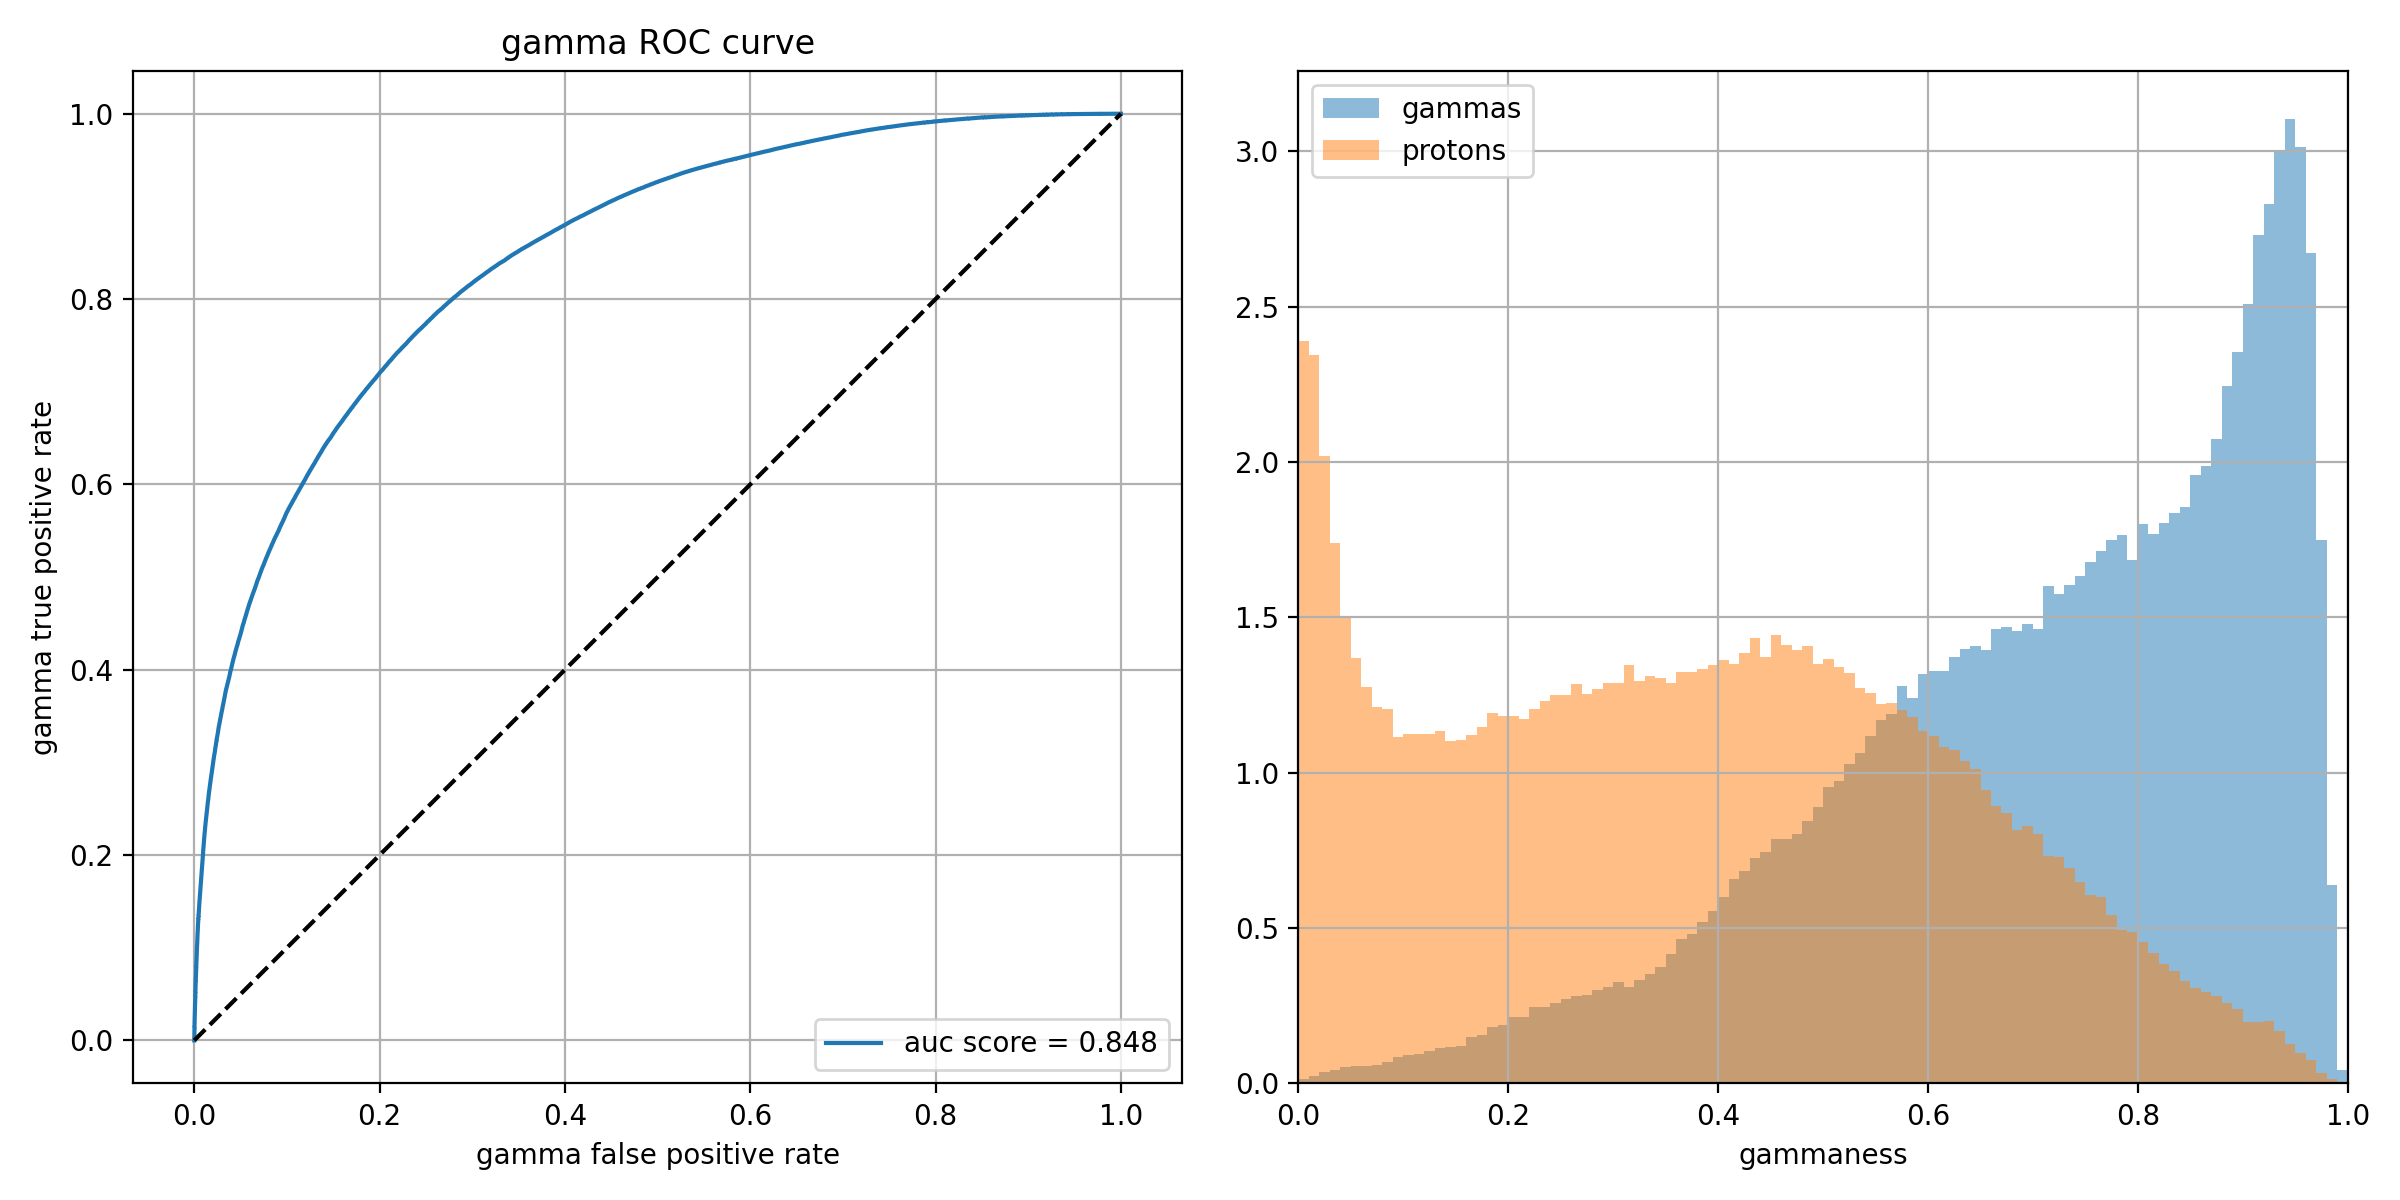 gamma ROC curve
gamma true positive rate
1.0
0.8
0.6
0.4
0.2
0.0
auc score = 0.848
0.0 0.2 0.4 0.6 0.8 1.0
gamma false positive rate
gammas
protons
3.0
2.5
2.0
1.5
1.0
0.5
0.0
0.0 0.2 0.4 0.6 0.8 1.0
gammaness